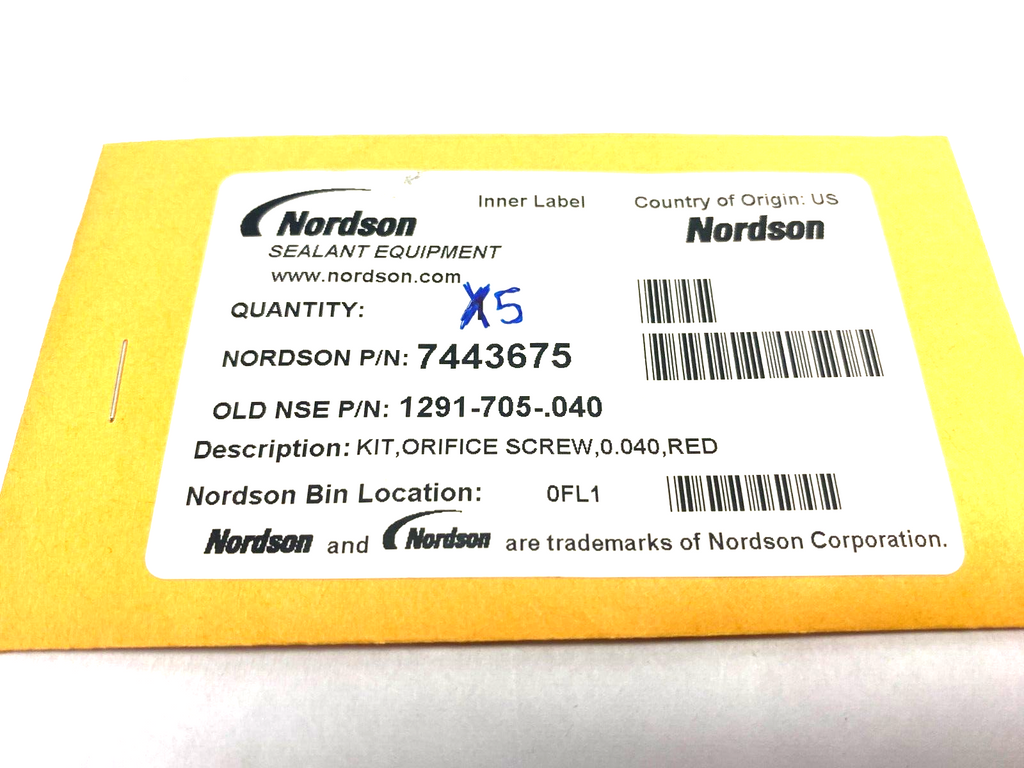 Inner Label
Country of Origin: US
Nordson
Nordson
SEALANT EQUIPMENT
www.nordson.com
QUANTITY: 5
NORDSON P/N: 7443675
OLD NSE P/N: 1291-705-.040
Description: KIT,ORIFICE SCREW,0.040,RED
Nordson Bin Location: 0FL1
Nordson and Nordson are trademarks of Nordson Corporation.